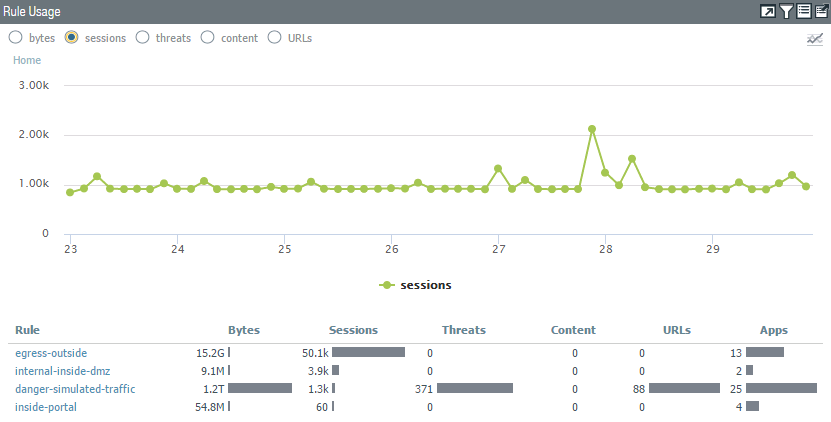 Rule Usage
bytes sessions threats content URLs
Home
3.00k
2.00k
1.00k
0
23 24 25 26 27 28 29
sessions
Rule Bytes Sessions Threats Content URLs Apps
egress-outside 15.2G 50.1k 0 0 0 13
internal-inside-dmz 9.1M 3.9k 0 0 0 2
danger-simulated-traffic 1.2T 1.3k 371 0 88 25
inside-portal 54.8M 60 0 0 0 4